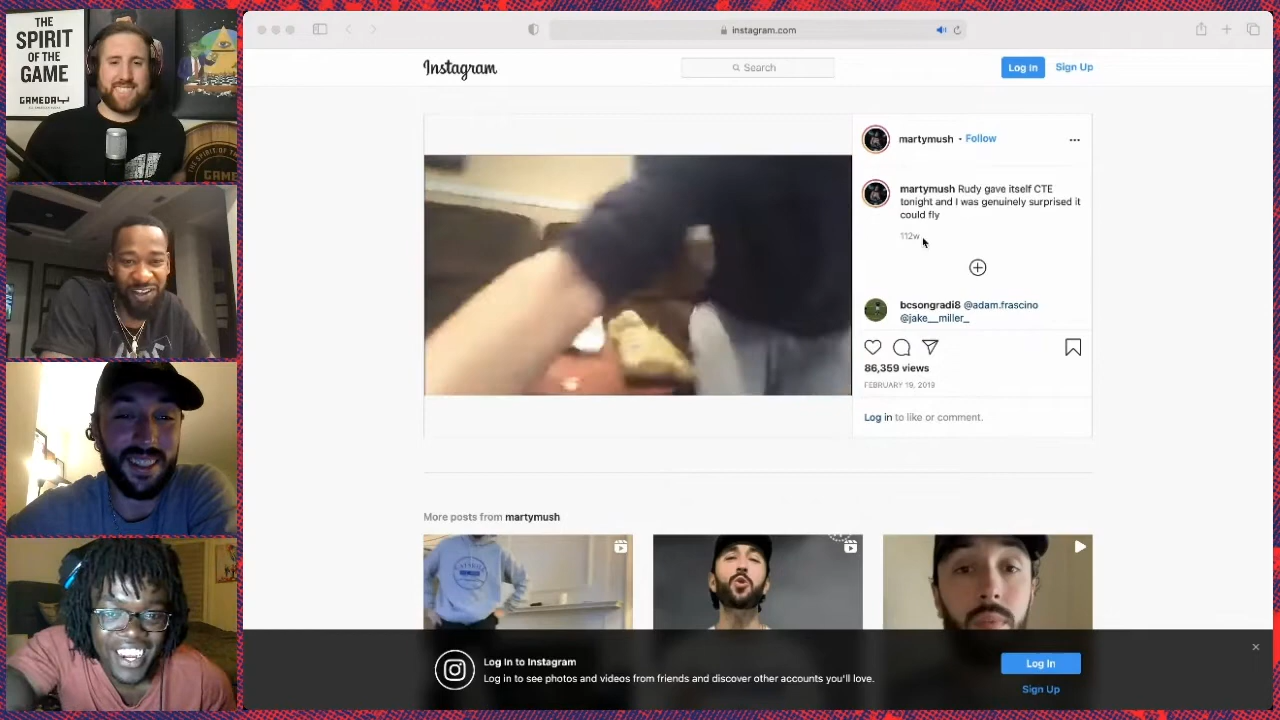 THE
SPIRIT
OF THE
GAME
GAMEDAY
instagram.com
Instagram
Search
Log In
Sign Up
martymush • Follow
martymush Rudy gave itself CTE
tonight and I was genuinely surprised it
could fly
112w
bcsongradi8 @adam.frascino
@jake__miller_
86,359 views
FEBRUARY 19, 2019
Log in to like or comment.
More posts from martymush
Log In to Instagram
Log in to see photos and videos from friends and discover other accounts you'll love.
Log In
Sign Up